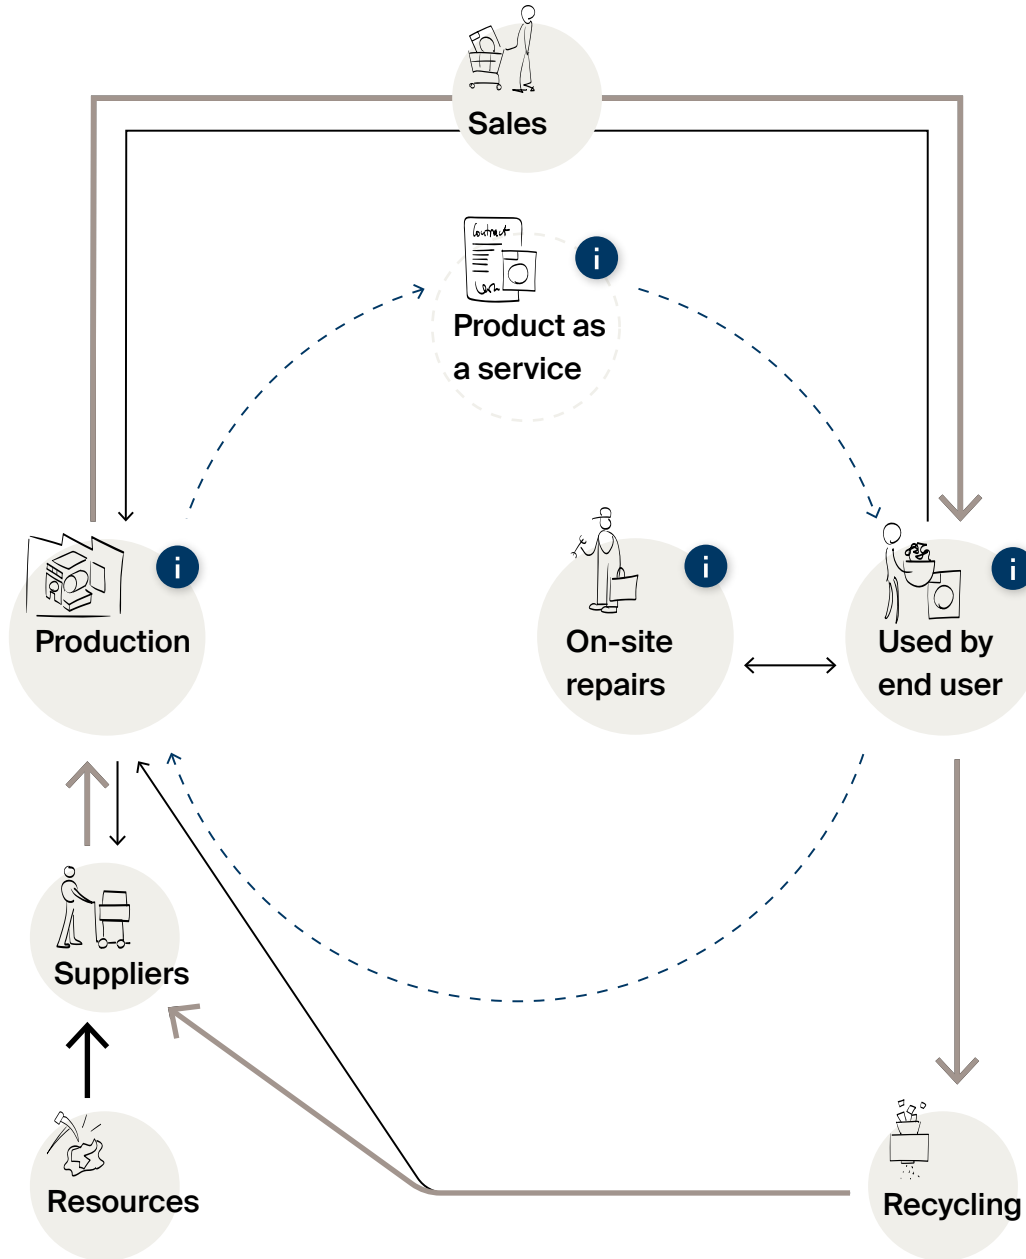 Sales
Contract
i
Product as
a service
i
Production
i
On-site
repairs
i
Used by
end user
Suppliers
Resources
Recycling